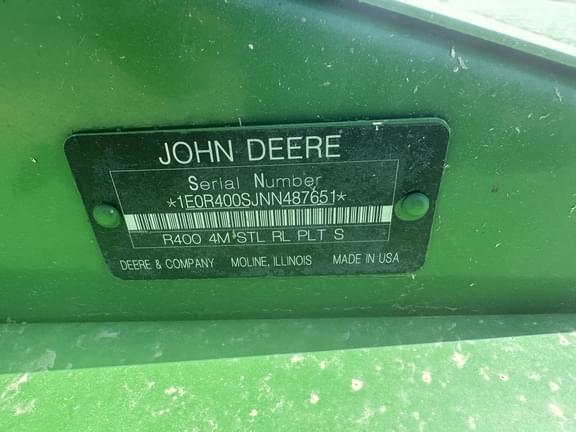 JOHN DEERE
Serial Number
*1E0R400SJNN487651*
R400 4M STL RL PLT S
DEERE & COMPANY MOLINE, ILLINOIS MADE IN USA